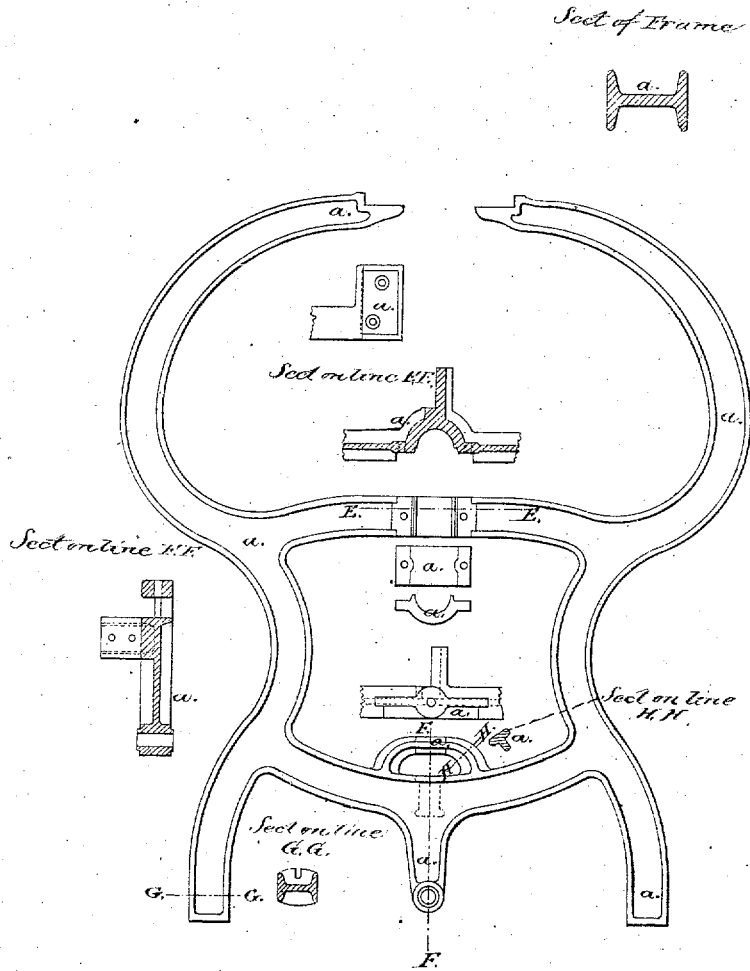 Sect of Frame
a.
a.
a.
Sect on line E.E.
a.
a.
E. E.
Sect on line F.F.
a.
a.
a.
a.
a.
Sect on line
H.H.
F.
H
a.
a.
H
Sect on line
G.G.
a.
G. G.
a.
F.